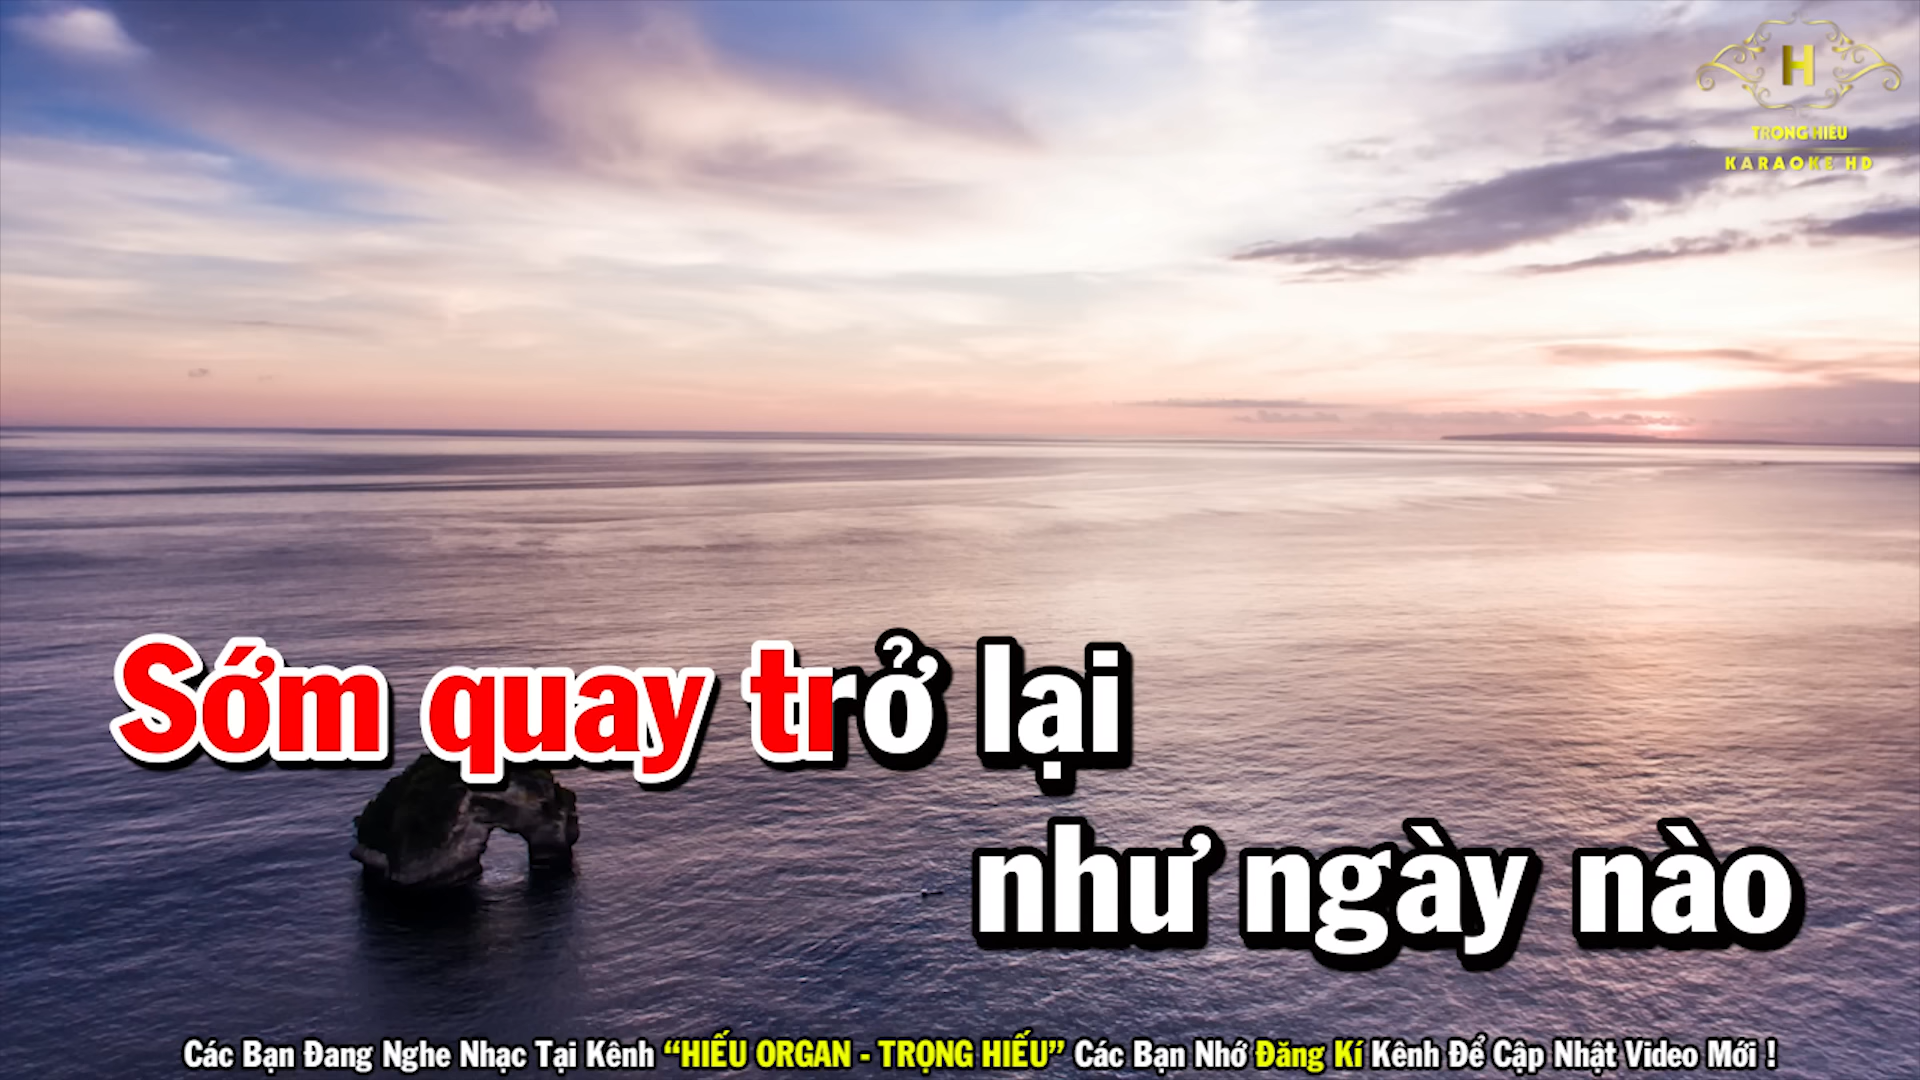 H
TRỌNG HIẾU
KARAOKE HD
Sớm quay trở lại
như ngày nào
Các Bạn Đang Nghe Nhạc Tại Kênh “HIẾU ORGAN - TRỌNG HIẾU” Các Bạn Nhớ Đăng Kí Kênh Để Cập Nhật Video Mới !